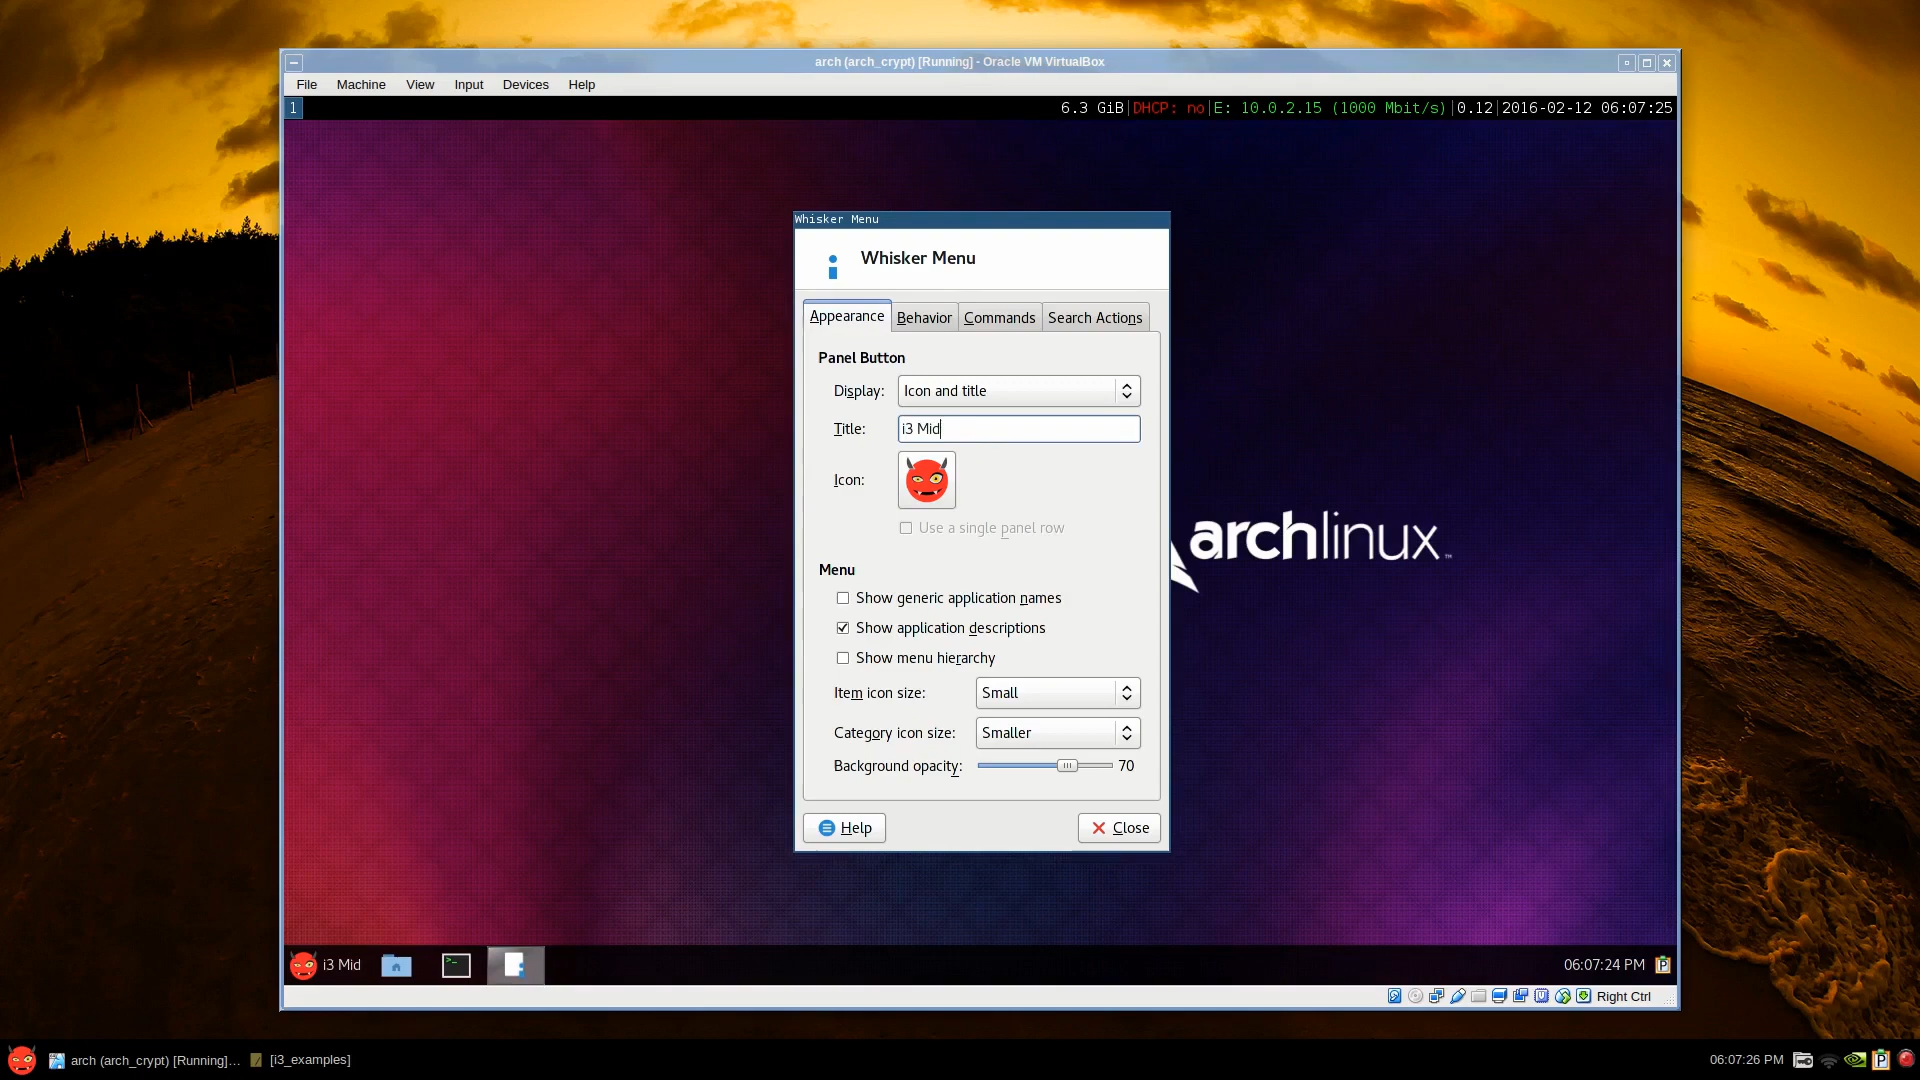 arch (arch_crypt) [Running] - Oracle VM VirtualBox
File Machine View Input Devices Help
1 6.3 GiB|DHCP: no|E: 10.0.2.15 (1000 Mbit/s)|0.12|2016-02-12 06:07:25
Whisker Menu
Whisker Menu
Appearance Behavior Commands Search Actions
Panel Button
Display: Icon and title
Title: i3 Mid
Icon:
Use a single panel row
archlinux™
Menu
Show generic application names
Show application descriptions
Show menu hierarchy
Item icon size: Small
Category icon size: Smaller
Background opacity: 70
Help Close
i3 Mid 06:07:24 PM
Right Ctrl
arch (arch_crypt) [Running]... [i3_examples] 06:07:26 PM